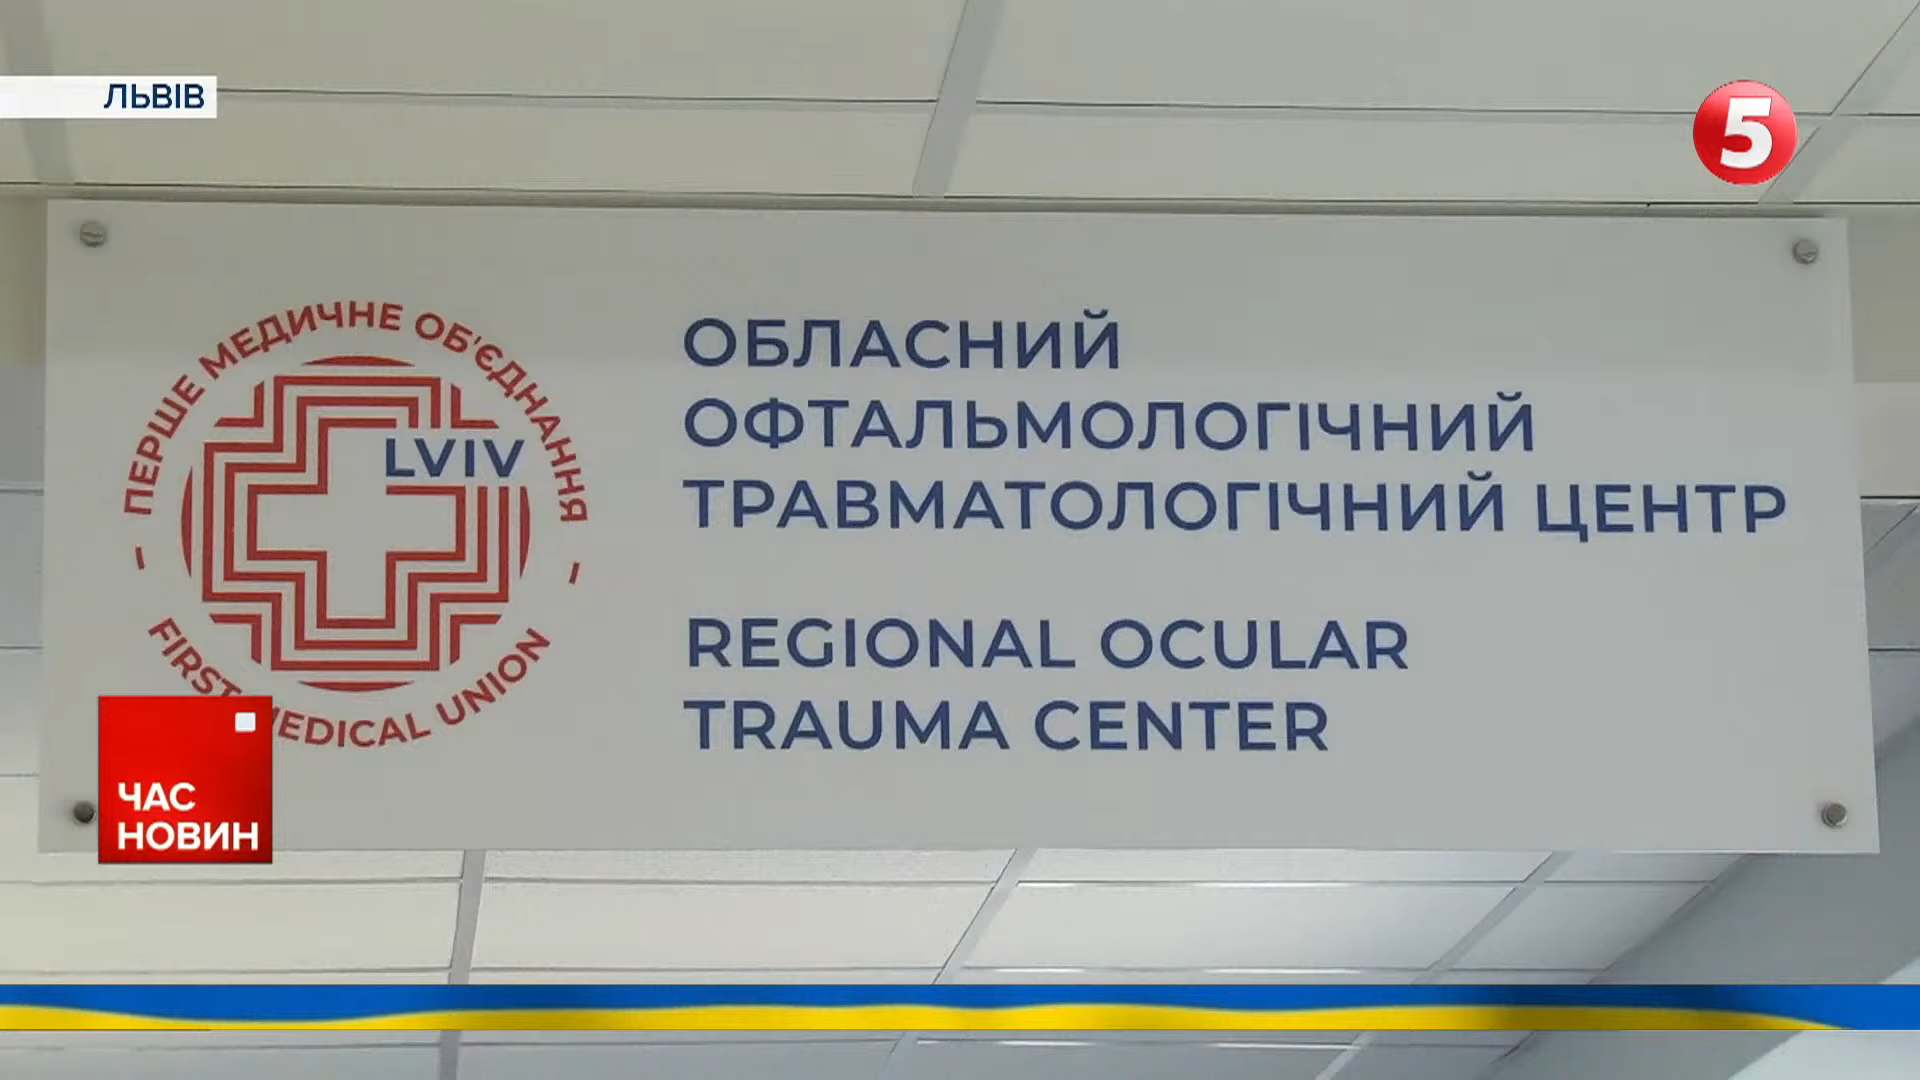 ЛЬВІВ
5
ПЕРШЕ МЕДИЧНЕ ОБ'ЄДНАННЯ
LVIV
FIRST MEDICAL UNION
ОБЛАСНИЙ
ОФТАЛЬМОЛОГІЧНИЙ
ТРАВМАТОЛОГІЧНИЙ ЦЕНТР
REGIONAL OCULAR
TRAUMA CENTER
ЧАС
НОВИН